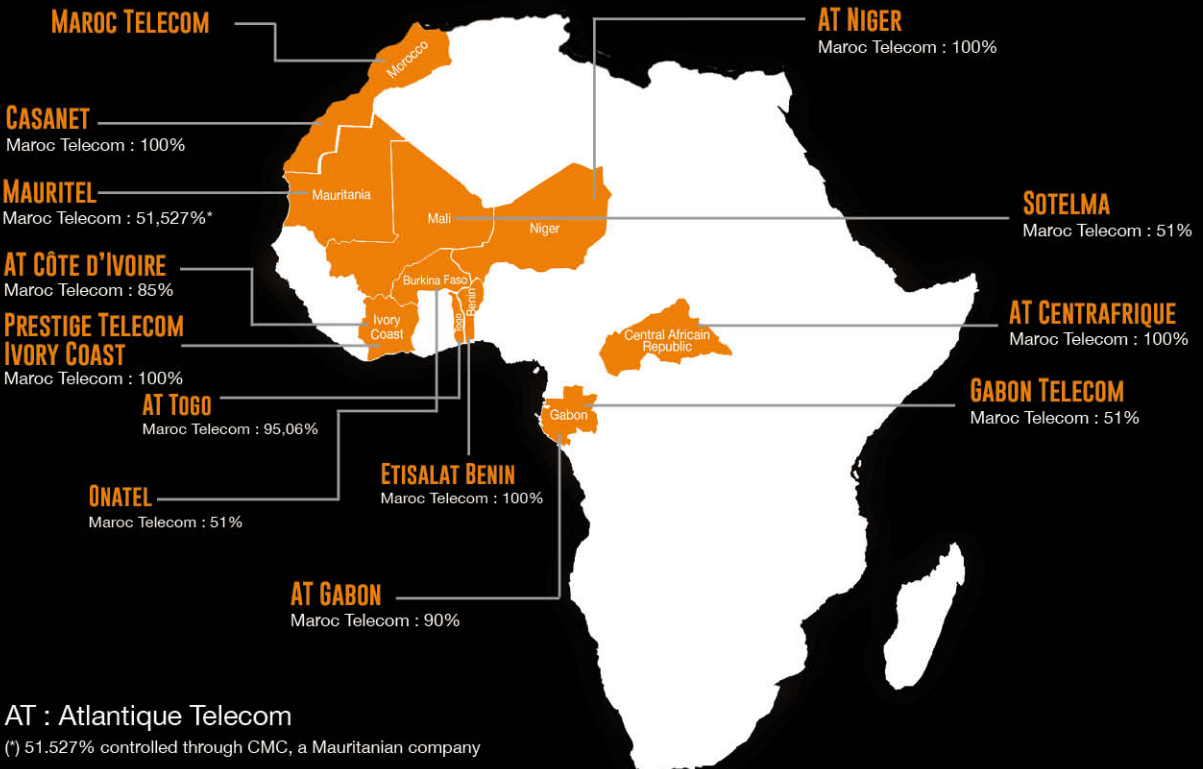 MAROC TELECOM
AT NIGER
Maroc Telecom : 100%
CASANET
Maroc Telecom : 100%
MAURITEL
Maroc Telecom : 51,527%*
SOTELMA
Maroc Telecom : 51%
AT CÔTE D'IVOIRE
Maroc Telecom : 85%
PRESTIGE TELECOM
IVORY COAST
Maroc Telecom : 100%
AT CENTRAFRIQUE
Maroc Telecom : 100%
GABON TELECOM
Maroc Telecom : 51%
AT TOGO
Maroc Telecom : 95,06%
ETISALAT BENIN
Maroc Telecom : 100%
ONATEL
Maroc Telecom : 51%
AT GABON
Maroc Telecom : 90%
Morocco
Mauritania
Mali
Niger
Burkina Faso
Benin
Togo
Ivory
Coast
Central Africain
Republic
Gabon
AT : Atlantique Telecom
(*) 51.527% controlled through CMC, a Mauritanian company